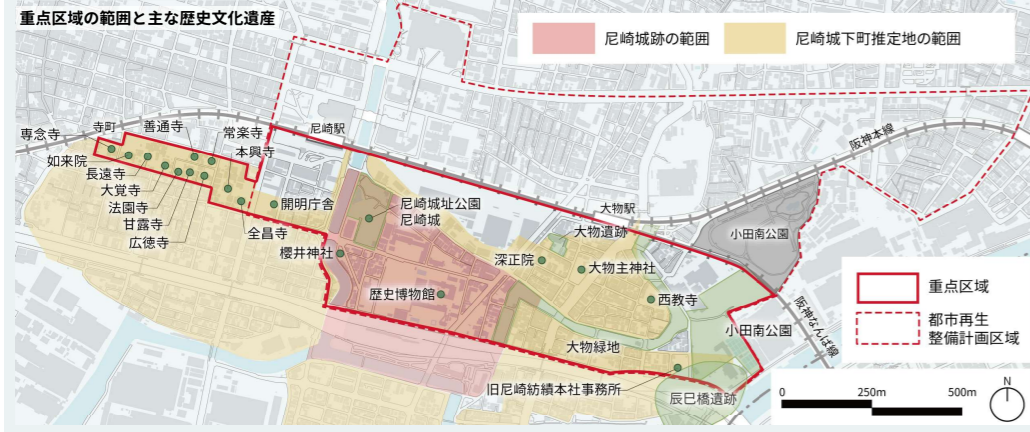 重点区域の範囲と主な歴史文化遺産
尼崎城跡の範囲
尼崎城下町推定地の範囲
専念寺
寺町
善通寺
常楽寺
本興寺
如来院
長遠寺
大覚寺
法園寺
甘露寺
広徳寺
全昌寺
開明庁舎
尼崎駅
尼崎城址公園
尼崎城
櫻井神社
歴史博物館
深正院
大物駅
大物遺跡
大物主神社
西教寺
阪神本線
小田南公園
阪神なんば線
小田南公園
大物緑地
旧尼崎紡績本社事務所
辰巳橋遺跡
重点区域
都市再生
整備計画区域
0
250m
500m
N